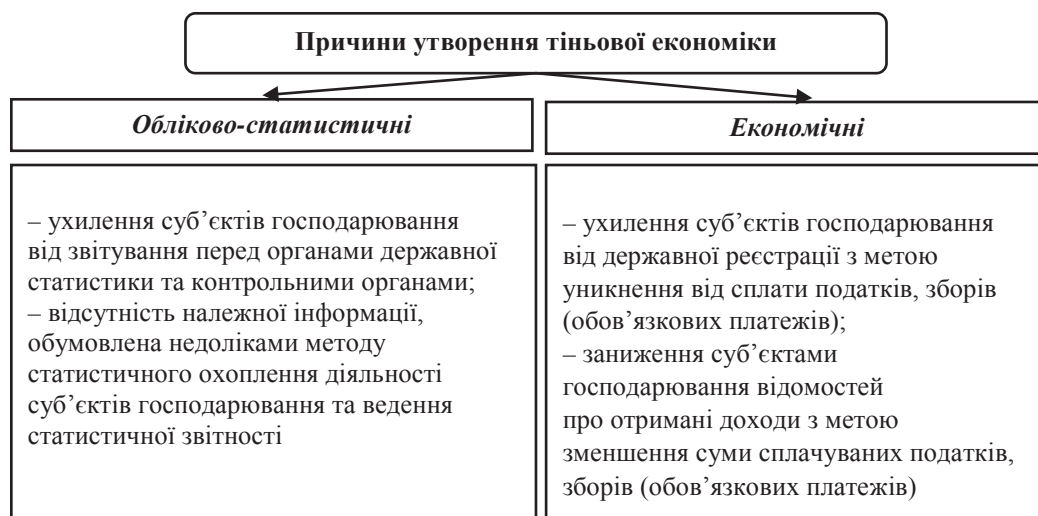 Причини утворення тіньової економіки
Обліково-статистичні
– ухилення суб’єктів господарювання
від звітування перед органами державної
статистики та контрольними органами;
– відсутність належної інформації,
обумовлена недоліками методу
статистичного охоплення діяльності
суб’єктів господарювання та ведення
статистичної звітності
Економічні
– ухилення суб’єктів господарювання
від державної реєстрації з метою
уникнення від сплати податків, зборів
(обов’язкових платежів);
– заниження суб’єктами
господарювання відомостей
про отримані доходи з метою
зменшення суми сплачуваних податків,
зборів (обов’язкових платежів)